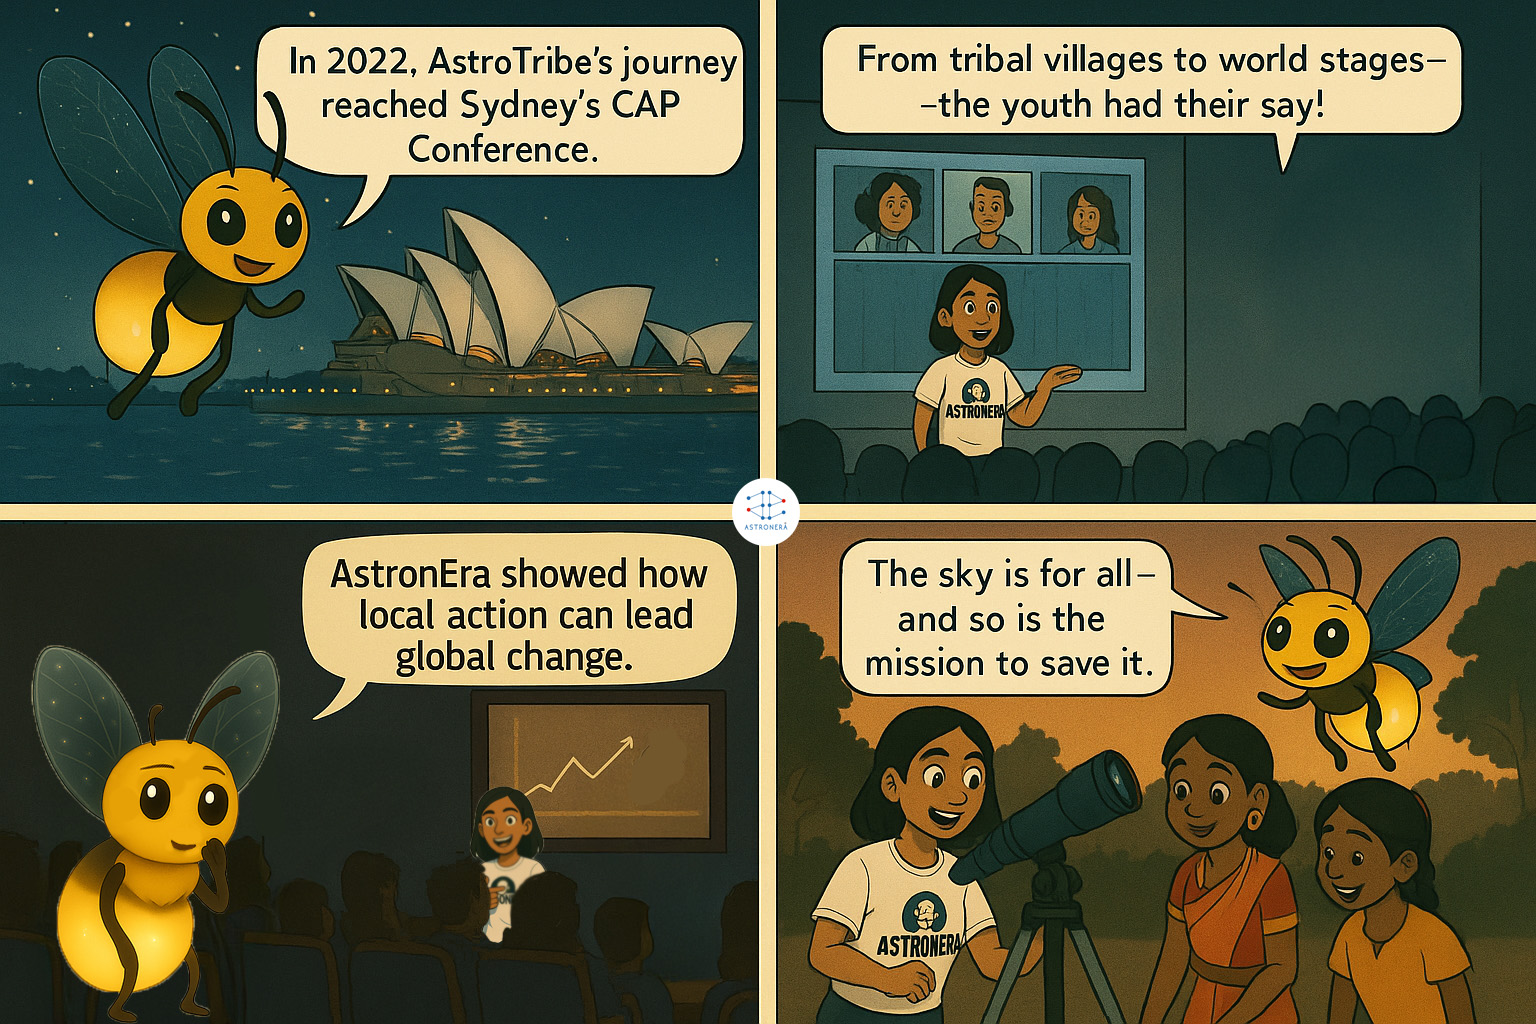 In 2022, AstroTribe's journey
reached Sydney's CAP
Conference.
From tribal villages to world stages—
—the youth had their say!
ASTRONERA
ASTRONERA
AstronEra showed how
local action can lead
global change.
The sky is for all—
and so is the
mission to save it.
ASTRONERA